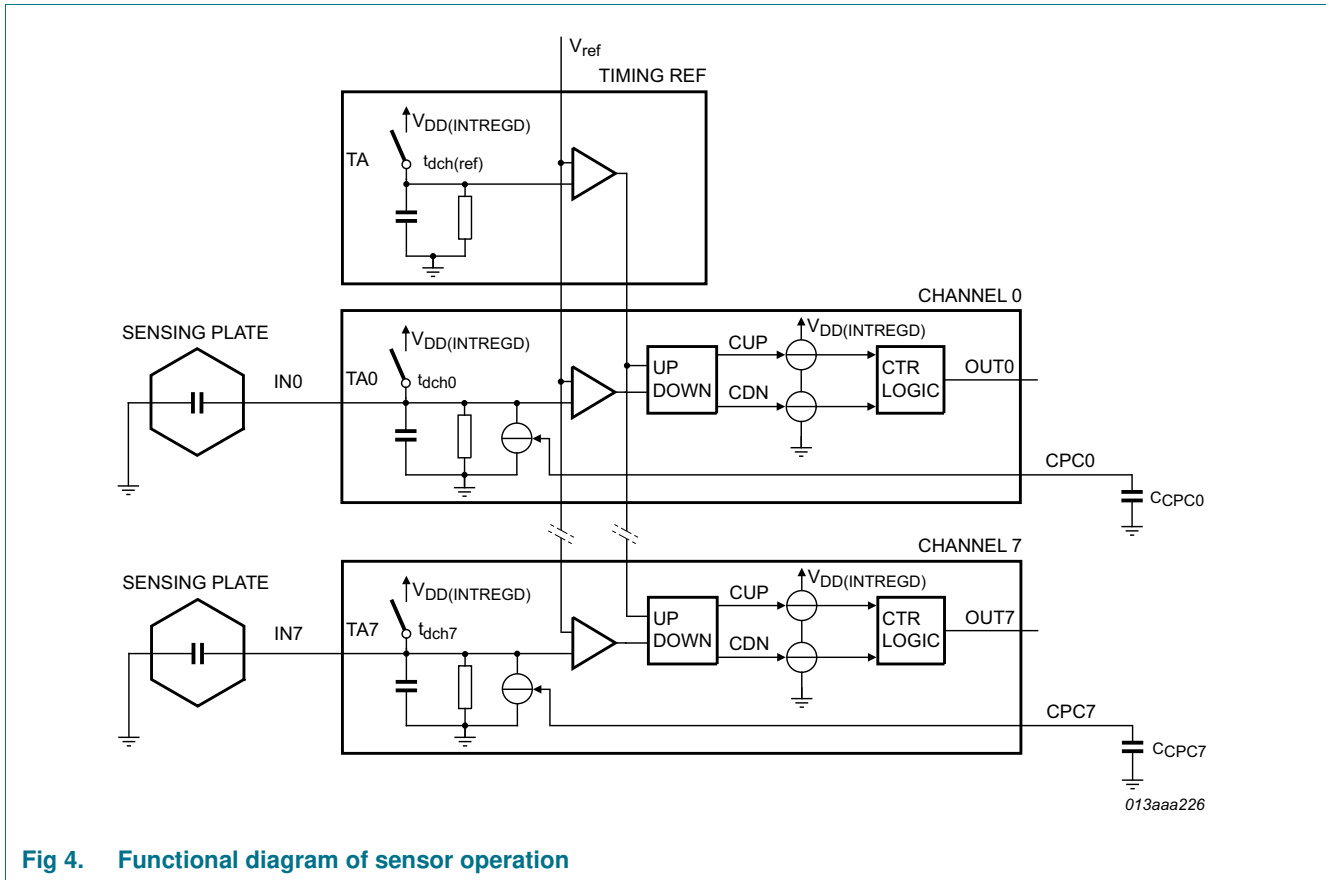 Vref
TIMING REF
VDD(INTREGD)
TA
tdch(ref)
CHANNEL 0
SENSING PLATE
VDD(INTREGD)
IN0
TA0
tdch0
UP
DOWN
CUP
CDN
VDD(INTREGD)
CTR
LOGIC
OUT0
CPC0
CCPC0
CHANNEL 7
SENSING PLATE
VDD(INTREGD)
IN7
TA7
tdch7
UP
DOWN
CUP
CDN
VDD(INTREGD)
CTR
LOGIC
OUT7
CPC7
CCPC7
013aaa226
Fig 4. Functional diagram of sensor operation